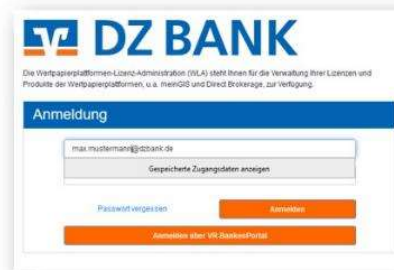 DZ BANK
Die Wertpapierplattformen-Lizenz-Administration (WLA) steht Ihnen für die Verwaltung Ihrer Lizenzen und
Produkte der Wertpapierplattformen, u.a. meinGIS und Direct Brokerage, zur Verfügung.
Anmeldung
max.mustermann@dzbank.de
Gespeicherte Zugangsdaten anzeigen
Passwort vergessen
Anmelden
Anmelden über VR-BankenPortal